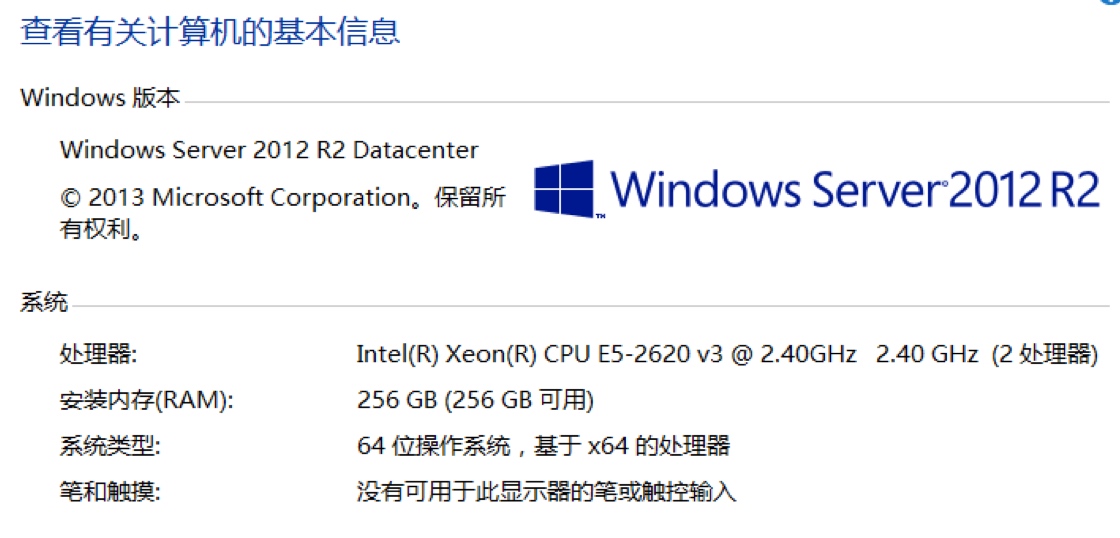 查看有关计算机的基本信息
Windows 版本
Windows Server 2012 R2 Datacenter
© 2013 Microsoft Corporation。保留所
有权利。
Windows Server 2012 R2
™
系统
处理器: Intel(R) Xeon(R) CPU E5-2620 v3 @ 2.40GHz 2.40 GHz (2 处理器)
安装内存(RAM): 256 GB (256 GB 可用)
系统类型: 64 位操作系统，基于 x64 的处理器
笔和触摸: 没有可用于此显示器的笔或触控输入